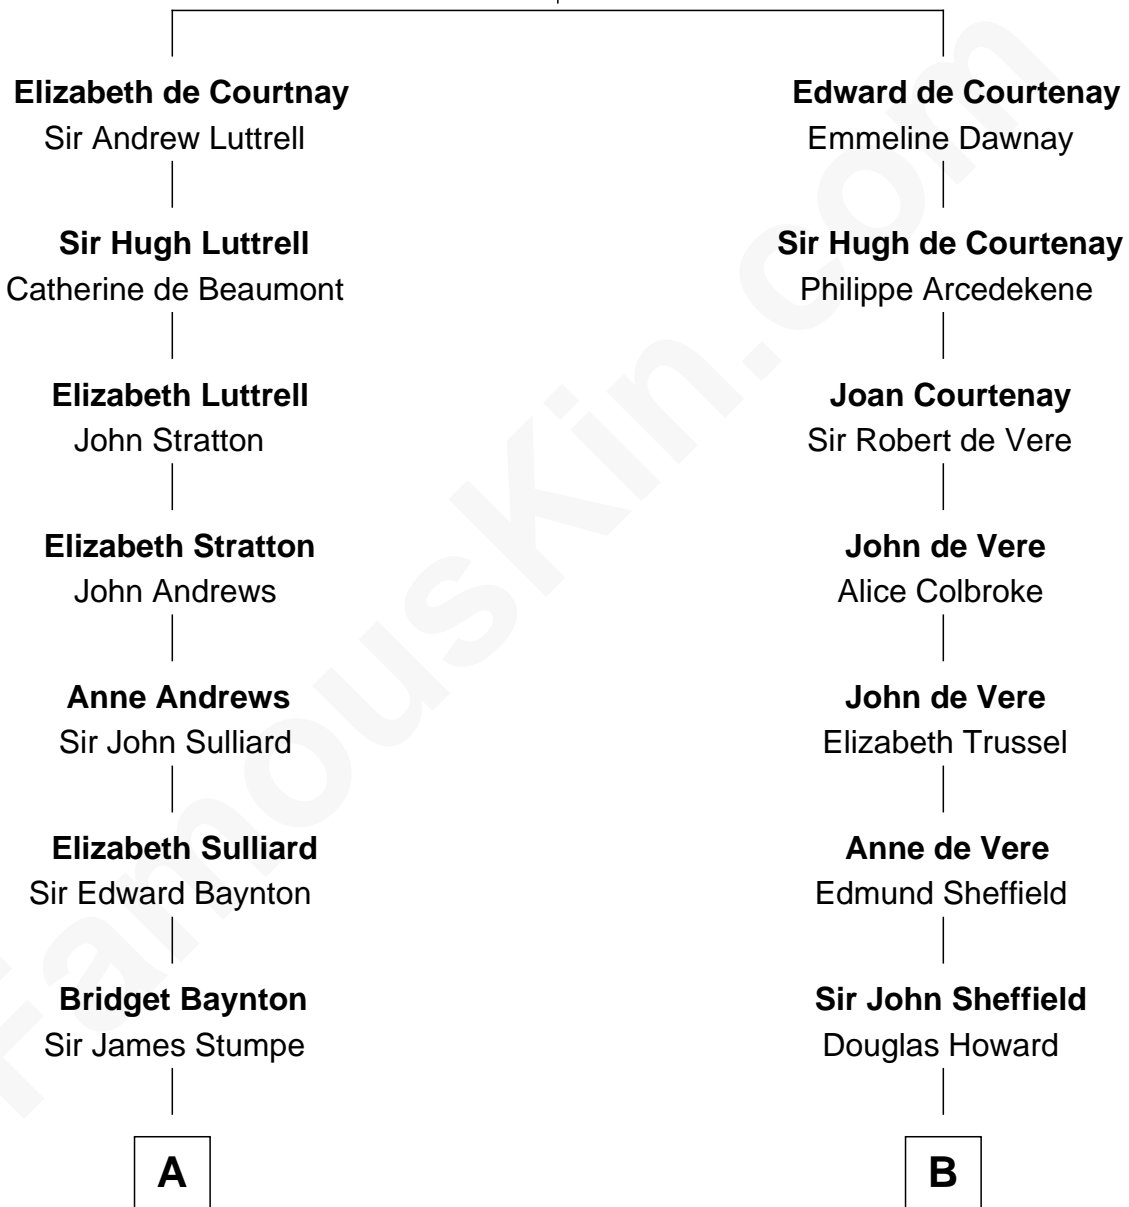 Elizabeth de Courtnay
Sir Andrew Luttrell
Sir Hugh Luttrell
Catherine de Beaumont
Elizabeth Luttrell
John Stratton
Elizabeth Stratton
John Andrews
Anne Andrews
Sir John Sulliard
Elizabeth Sulliard
Sir Edward Baynton
Bridget Baynton
Sir James Stumpe
A
Edward de Courtenay
Emmeline Dawnay
Sir Hugh de Courtenay
Philippe Arcedekene
Joan Courtenay
Sir Robert de Vere
John de Vere
Alice Colbroke
John de Vere
Elizabeth Trussel
Anne de Vere
Edmund Sheffield
Sir John Sheffield
Douglas Howard
B
FamousKin.com